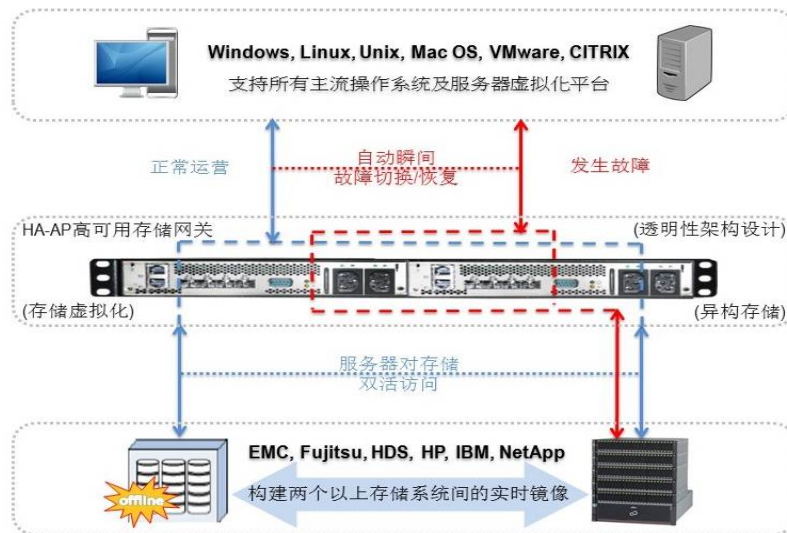 Windows, Linux, Unix, Mac OS, VMware, CITRIX
支持所有主流操作系统及服务器虚拟化平台
正常运营
自动瞬间
故障切换/恢复
发生故障
HA-AP高可用存储网关
(透明性架构设计)
(存储虚拟化)
(异构存储)
服务器对存储
双活访问
EMC, Fujitsu, HDS, HP, IBM, NetApp
构建两个以上存储系统间的实时镜像
offline